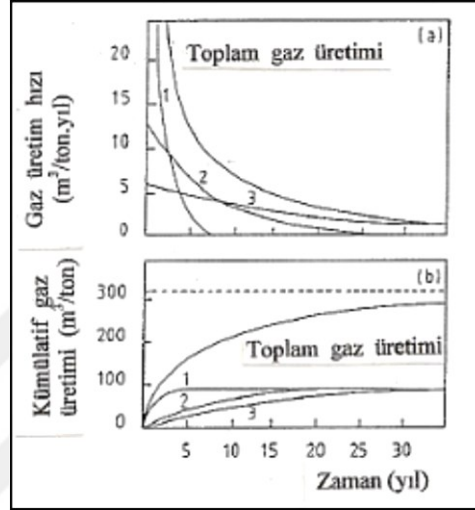 (a)
Toplam gaz üretimi
Gaz üretim hızı
(m³/ton.yıl)
20
15
10
5
0
1
2
3
(b)
Kümülatif gaz
üretimi (m³/ton)
300
200
100
0
Toplam gaz üretimi
1
2
3
5 10 15 20 25 30
Zaman (yıl)